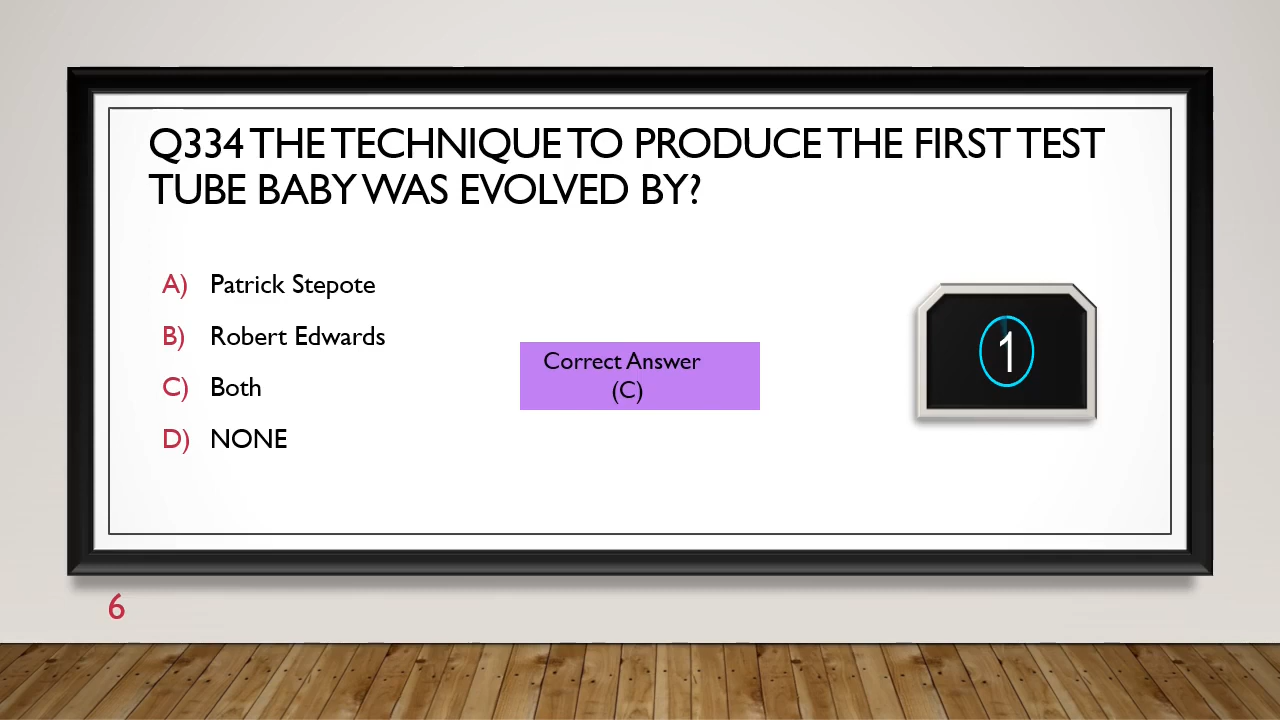 Q334 THE TECHNIQUE TO PRODUCE THE FIRST TEST
TUBE BABY WAS EVOLVED BY?
A) Patrick Stepote
B) Robert Edwards
C) Both
D) NONE
Correct Answer
(C)
1
6